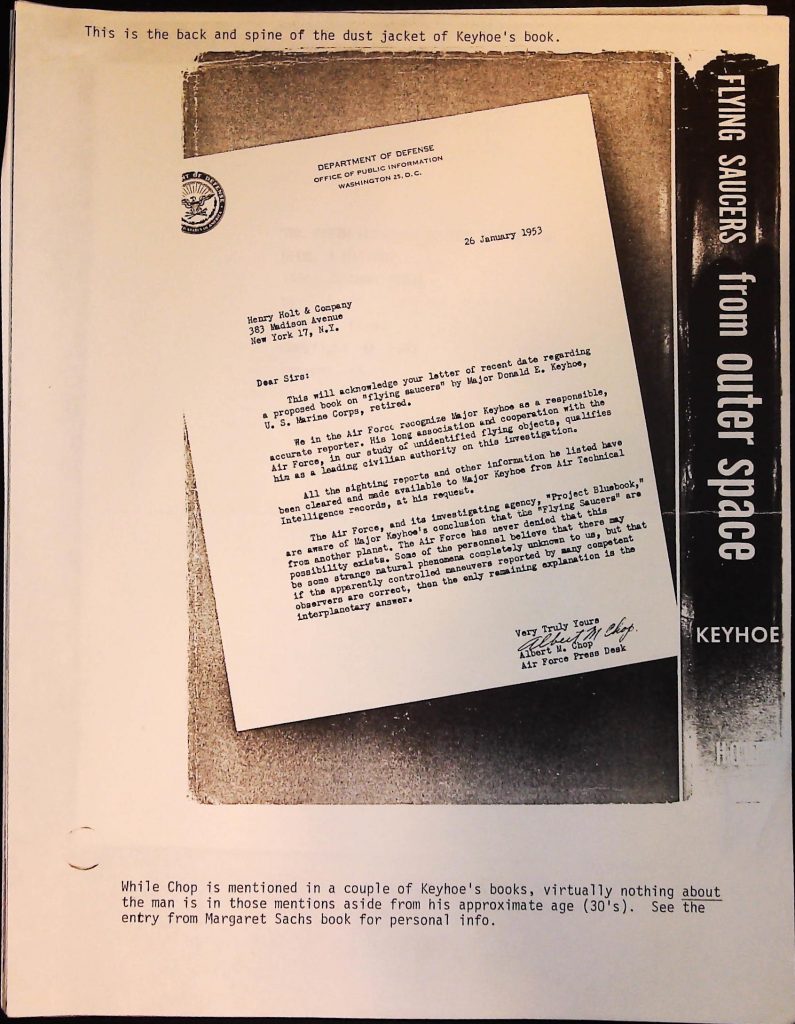 This is the back and spine of the dust jacket of Keyhoe's book.
DEPARTMENT OF DEFENSE
OFFICE OF PUBLIC INFORMATION
WASHINGTON 25, D.C.
26 January 1953
Henry Holt & Company
383 Madison Avenue
New York 17, N.Y.
Dear Sirs:
This will acknowledge your letter of recent date regarding
a proposed book on "flying saucers" by Major Donald E. Keyhoe,
U. S. Marine Corps, retired.
We in the Air Force recognize Major Keyhoe as a responsible,
accurate reporter. His long association and cooperation with the
Air Force, in our study of unidentified flying objects, qualifies
him as a leading civilian authority on this investigation.
All the sighting reports and other information he listed have
been cleared and made available to Major Keyhoe from Air Technical
Intelligence records, at his request.
The Air Force, and its investigating agency, "Project Bluebook,"
are aware of Major Keyhoe's conclusion that the "Flying Saucers" are
from another planet. The Air Force has never denied that this
possibility exists. Some of the personnel believe that there may
be some strange natural phenomena completely unknown to us, but that
if the apparently controlled maneuvers reported by many competent
observers are correct, then the only remaining explanation is the
interplanetary answer.
Very Truly Yours
Albert M Chop.
Albert M. Chop
Air Force Press Desk
FLYING SAUCERS from outer space
KEYHOE
While Chop is mentioned in a couple of Keyhoe's books, virtually nothing about
the man is in those mentions aside from his approximate age (30's). See the
entry from Margaret Sachs book for personal info.